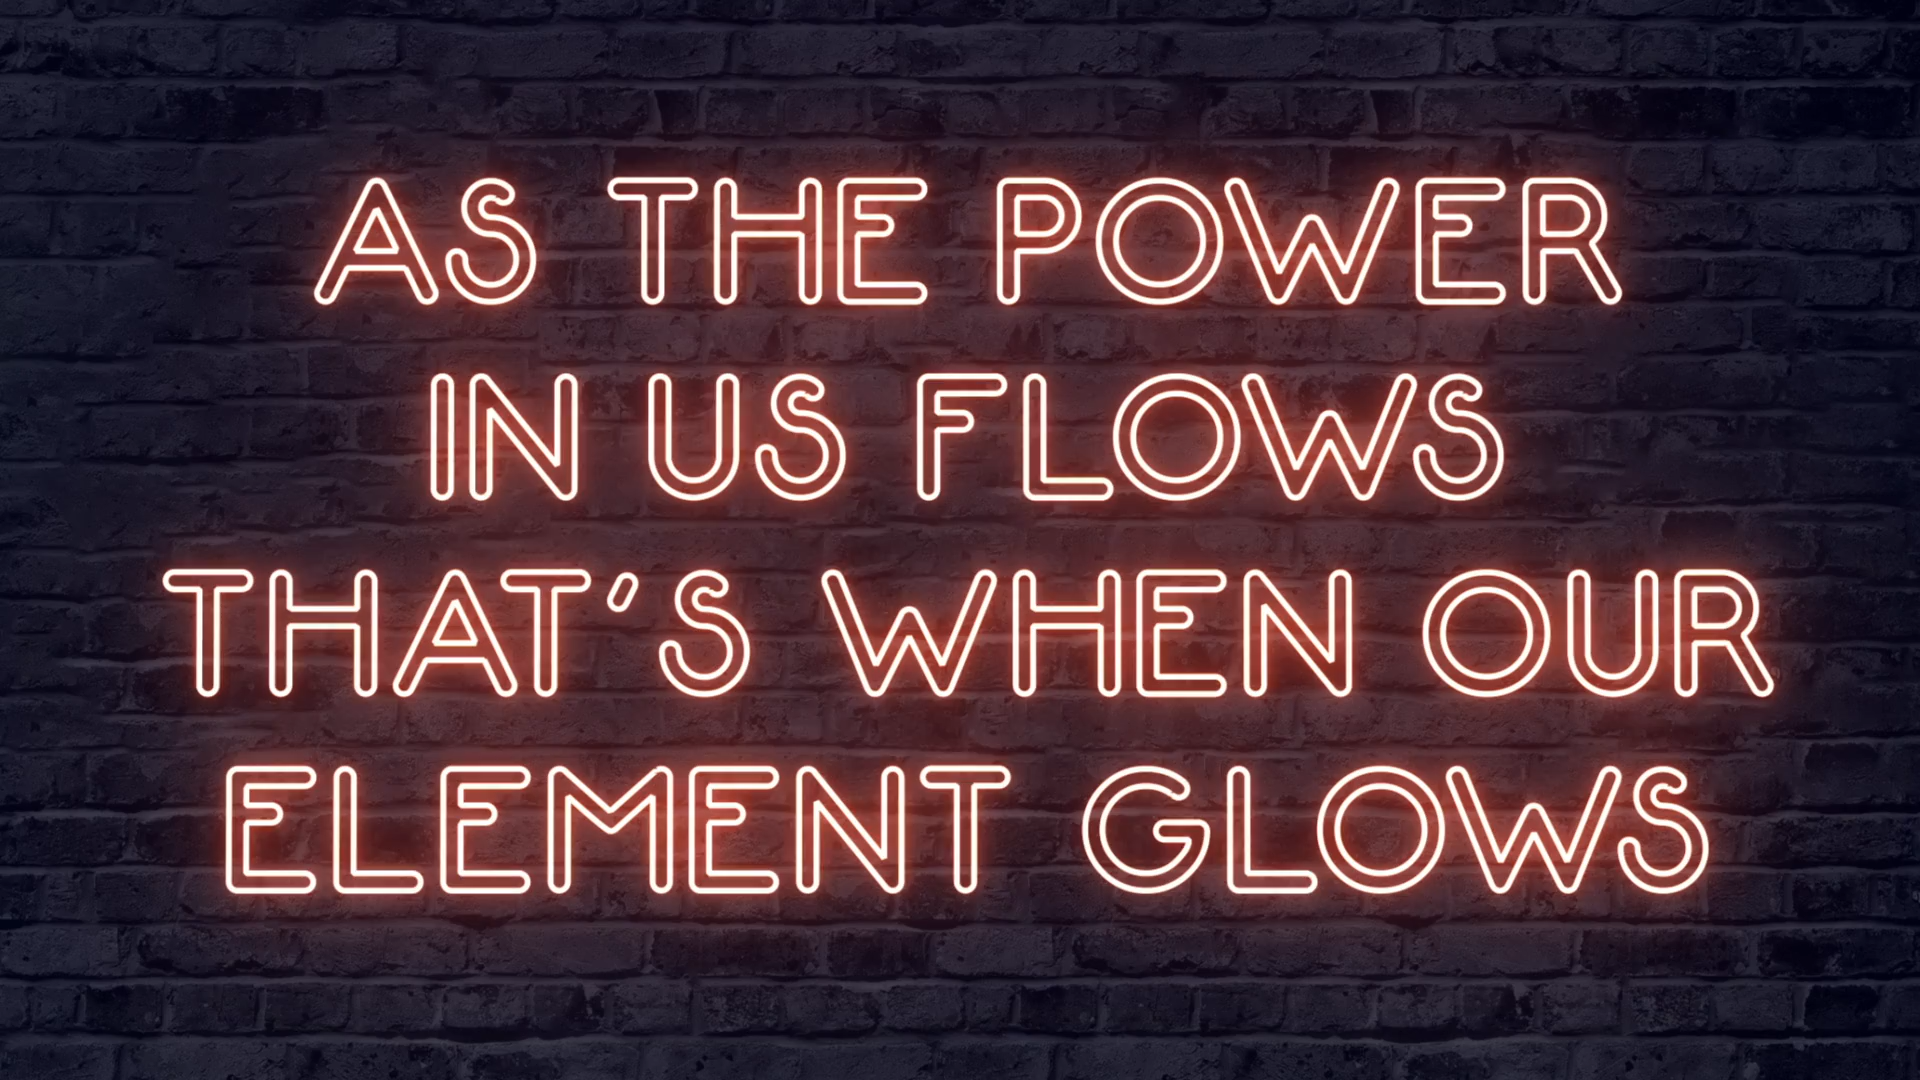 AS THE POWER
IN US FLOWS
THAT'S WHEN OUR
ELEMENT GLOWS